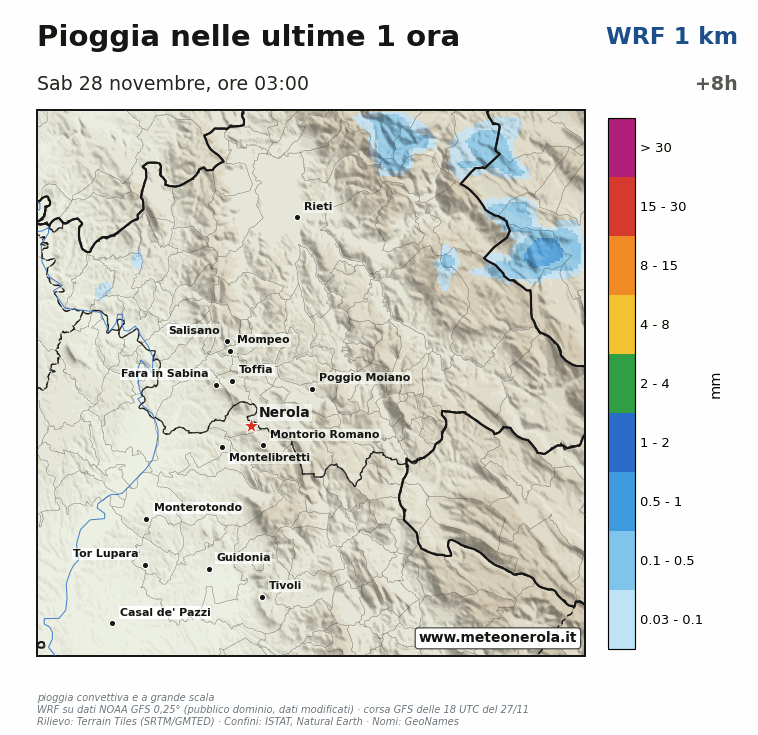 Pioggia nelle ultime 1 ora
WRF 1 km
Sab 28 novembre, ore 03:00
+8h
Rieti
Salisano
Mompeo
Fara in Sabina
Toffia
Poggio Moiano
Nerola
Montorio Romano
Montelibretti
Monterotondo
Tor Lupara
Guidonia
Tivoli
Casal de' Pazzi
www.meteonerola.it
> 30
15 - 30
8 - 15
4 - 8
2 - 4
1 - 2
0.5 - 1
0.1 - 0.5
0.03 - 0.1
mm
pioggia convettiva e a grande scala
WRF su dati NOAA GFS 0,25° (pubblico dominio, dati modificati) · corsa GFS delle 18 UTC del 27/11
Rilievo: Terrain Tiles (SRTM/GMTED) · Confini: ISTAT, Natural Earth · Nomi: GeoNames